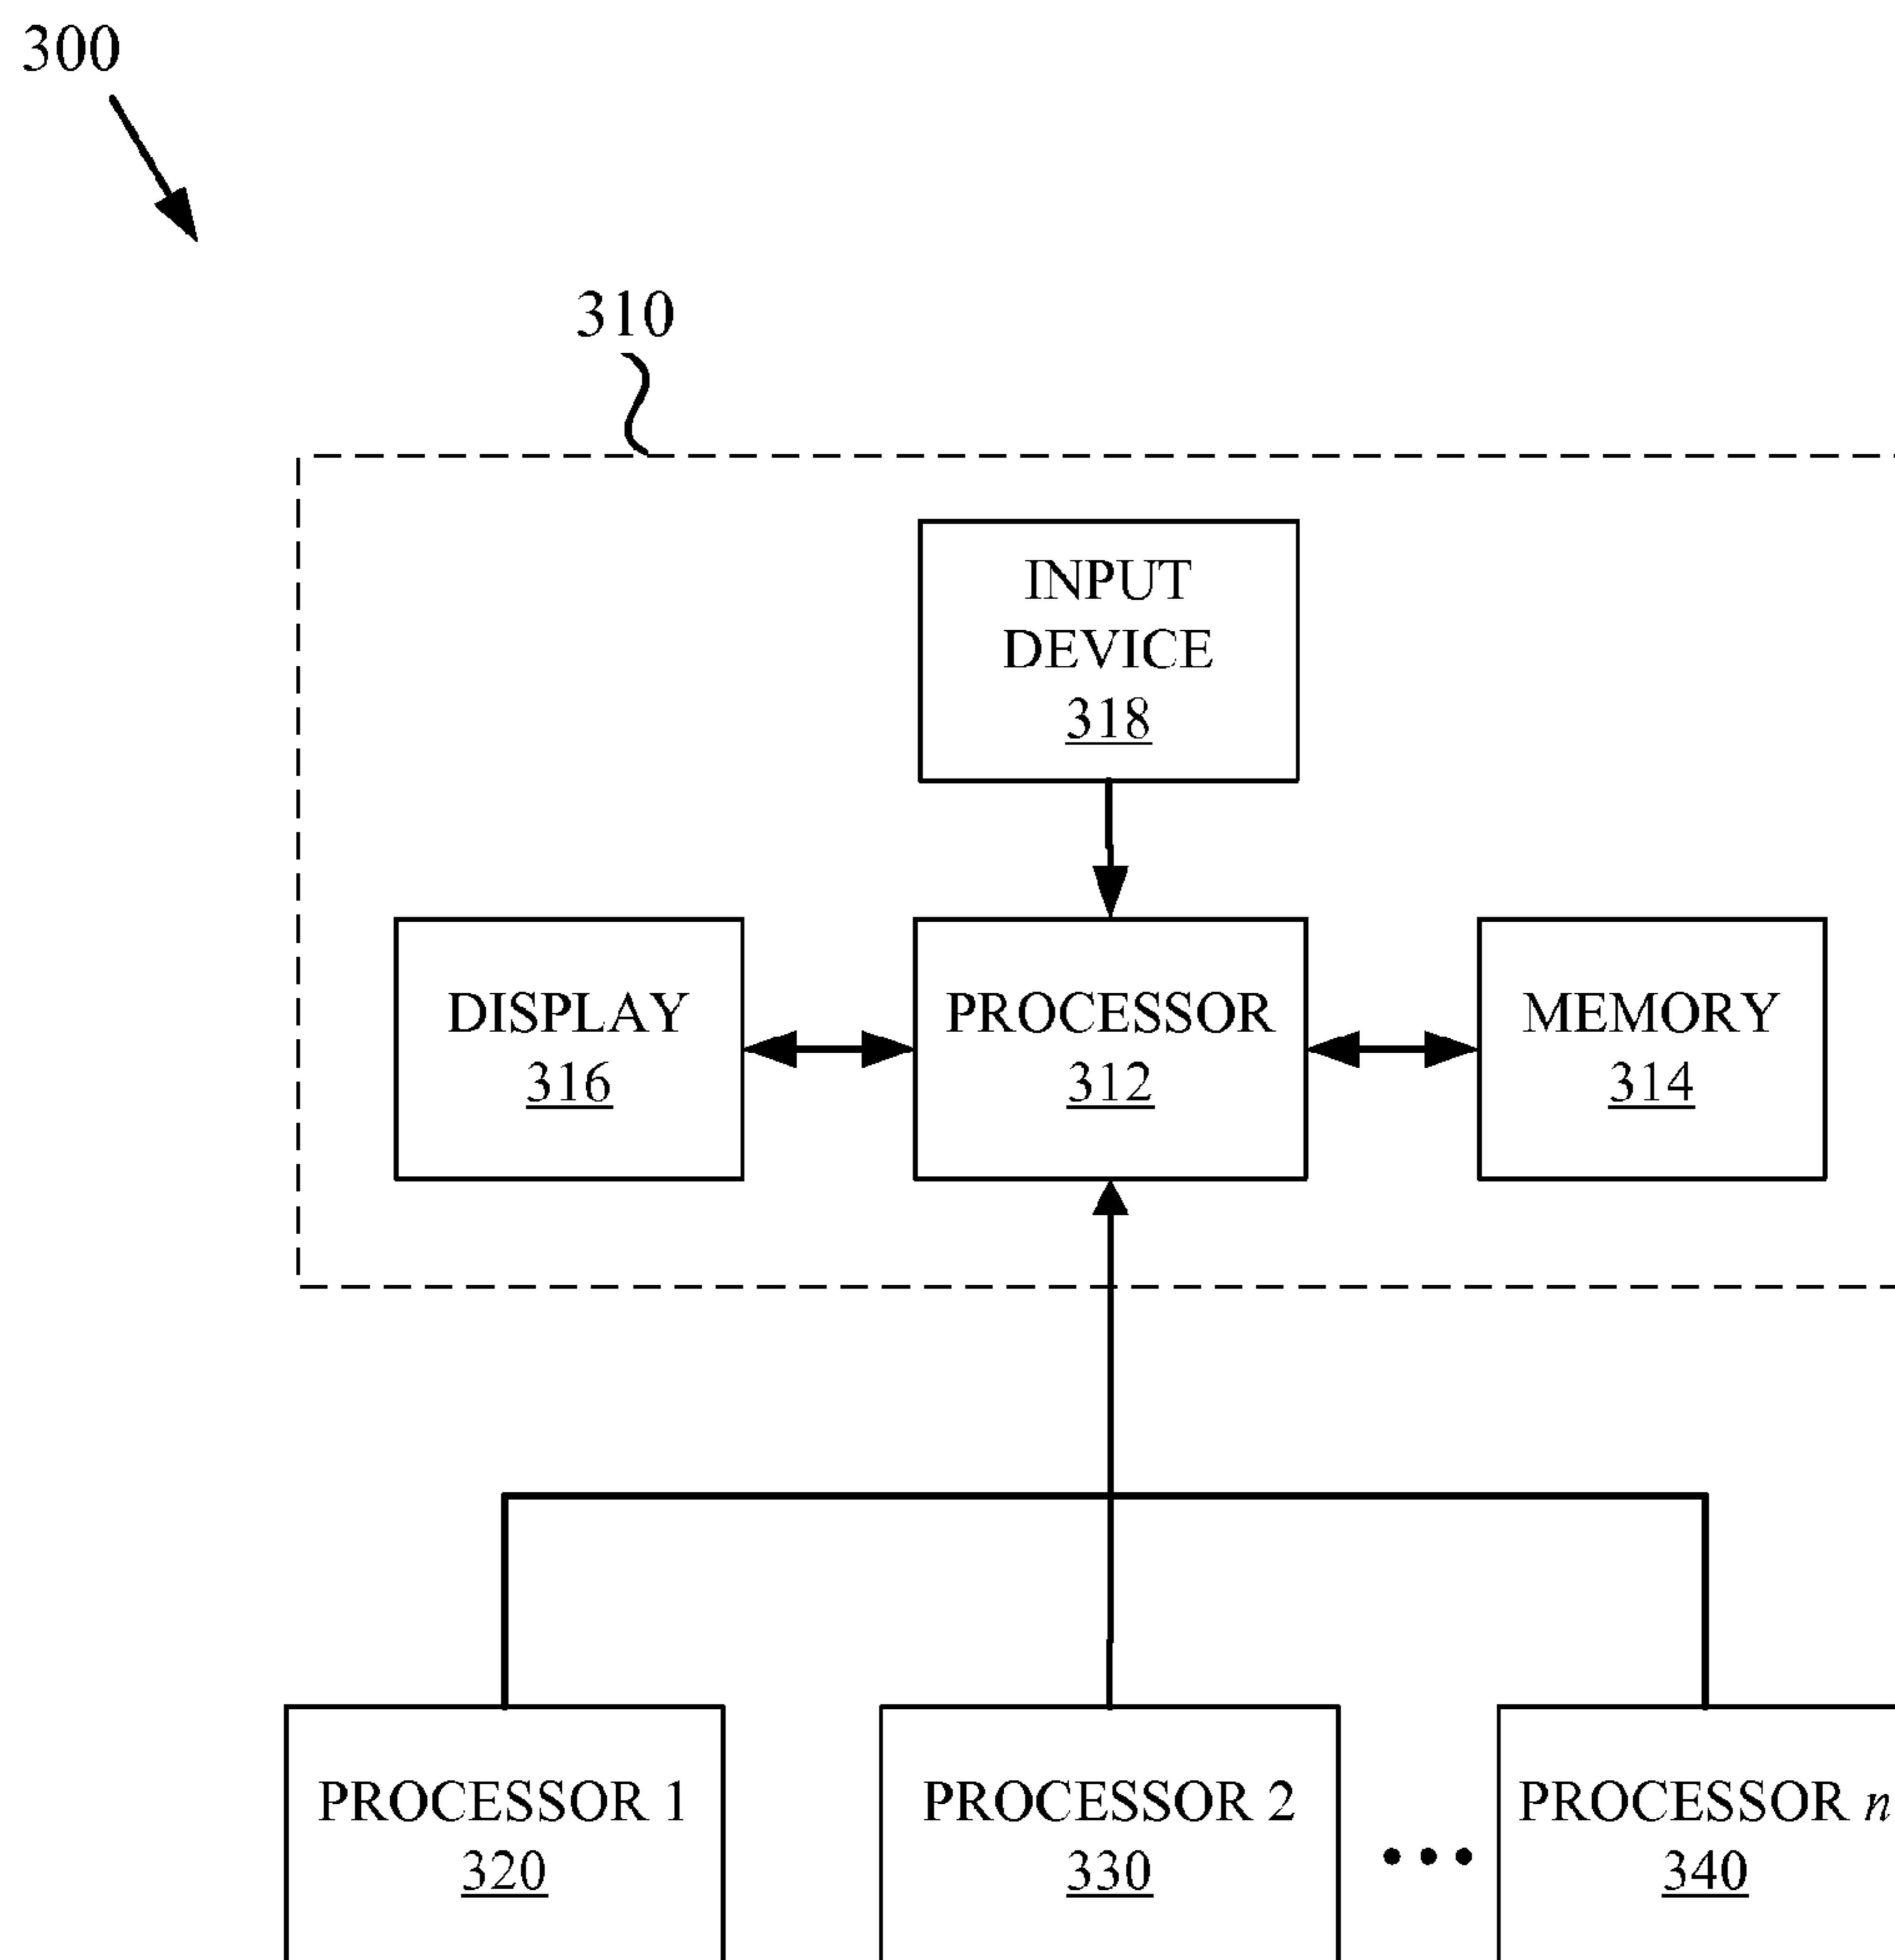 300
310
INPUT
DEVICE
318
DISPLAY
316
PROCESSOR
312
MEMORY
314
PROCESSOR 1
320
PROCESSOR 2
330
PROCESSOR n
340